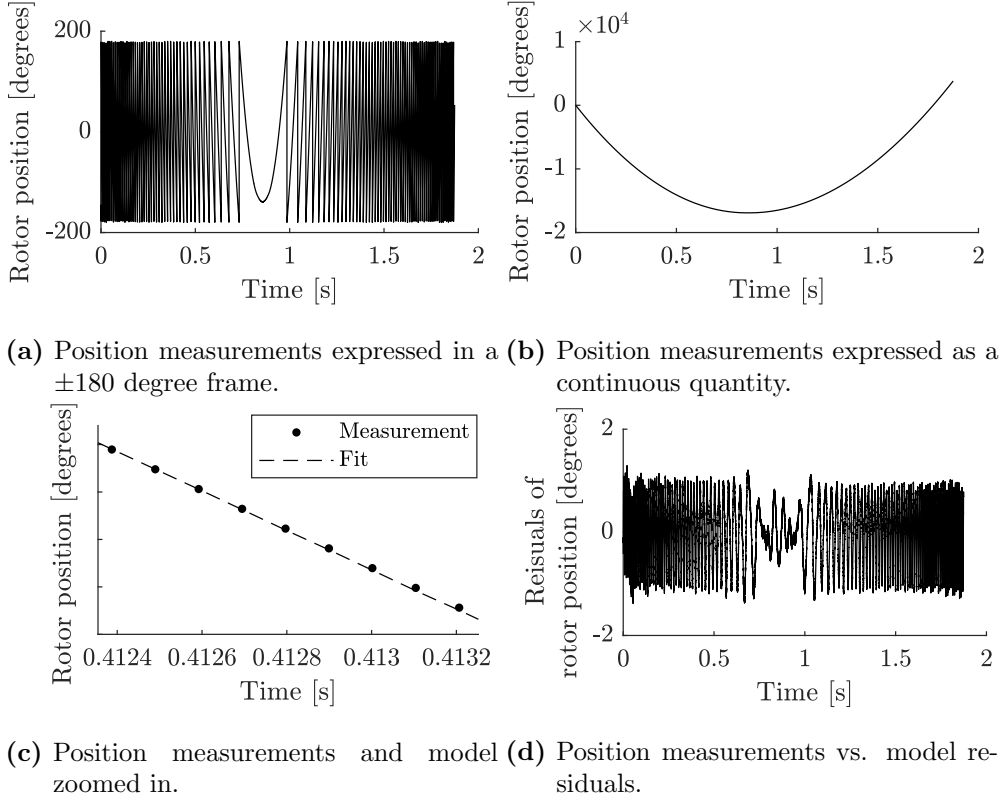 ×10⁴
Rotor position [degrees]
200
0
-200
0
0.5
1
1.5
2
Time [s]
Rotor position [degrees]
1
0
-1
-2
0
0.5
1
1.5
2
Time [s]
(a) Position measurements expressed in a
±180 degree frame.
(b) Position measurements expressed as a
continuous quantity.
Rotor position [degrees]
Measurement
Fit
0.4124
0.4126
0.4128
0.413
0.4132
Time [s]
Reisuals of
rotor position [degrees]
2
0
-2
0
0.5
1
1.5
2
Time [s]
(c) Position measurements and model
zoomed in.
(d) Position measurements vs. model re-
siduals.